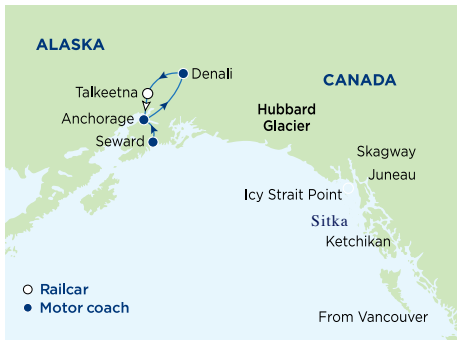 ALASKA
Denali
CANADA
Talkeetna
Anchorage
Hubbard
Glacier
Seward
Skagway
Juneau
Icy Strait Point
Sitka
Ketchikan
Railcar
Motor coach
From Vancouver